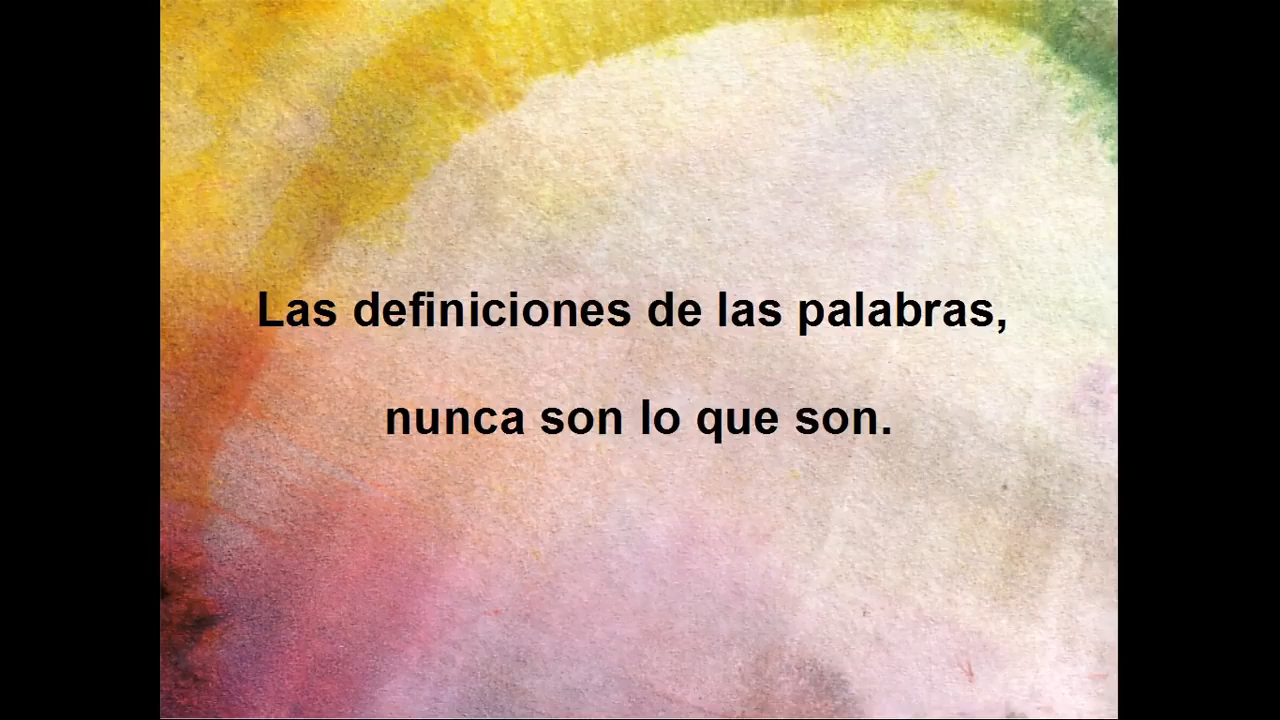 Las definiciones de las palabras,
nunca son lo que son.